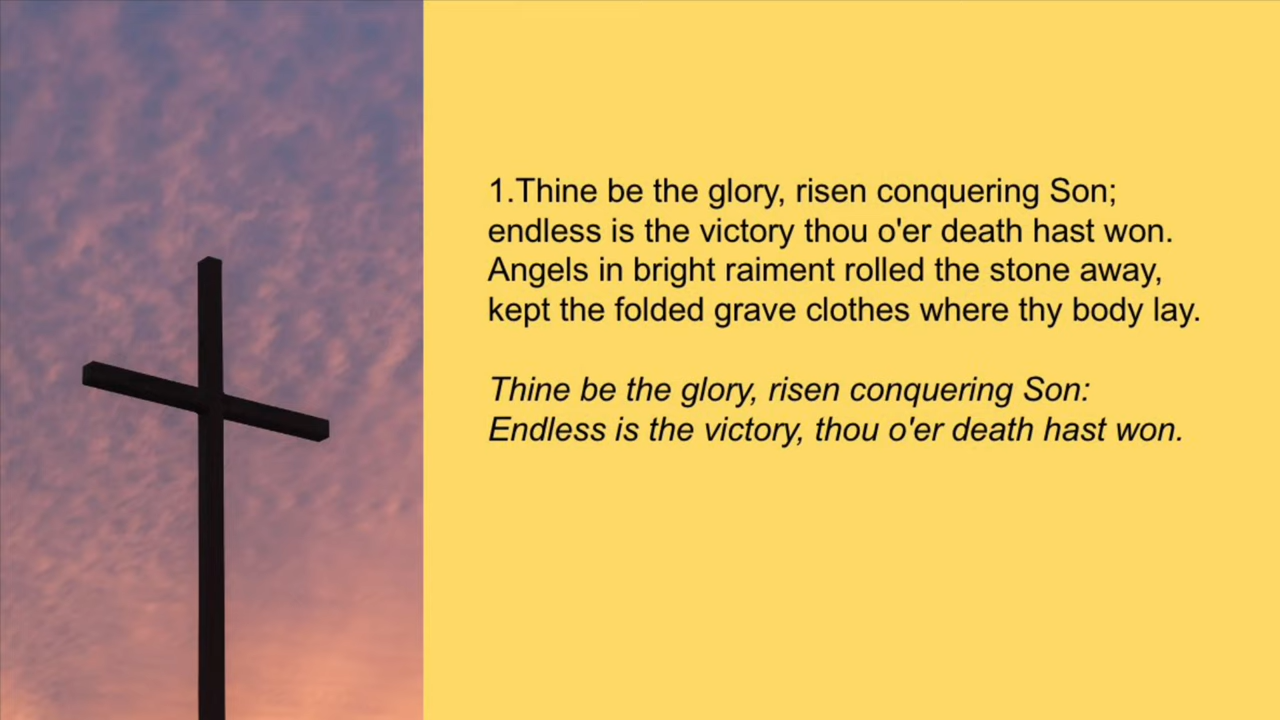 1.Thine be the glory, risen conquering Son;
endless is the victory thou o'er death hast won.
Angels in bright raiment rolled the stone away,
kept the folded grave clothes where thy body lay.
Thine be the glory, risen conquering Son:
Endless is the victory, thou o'er death hast won.